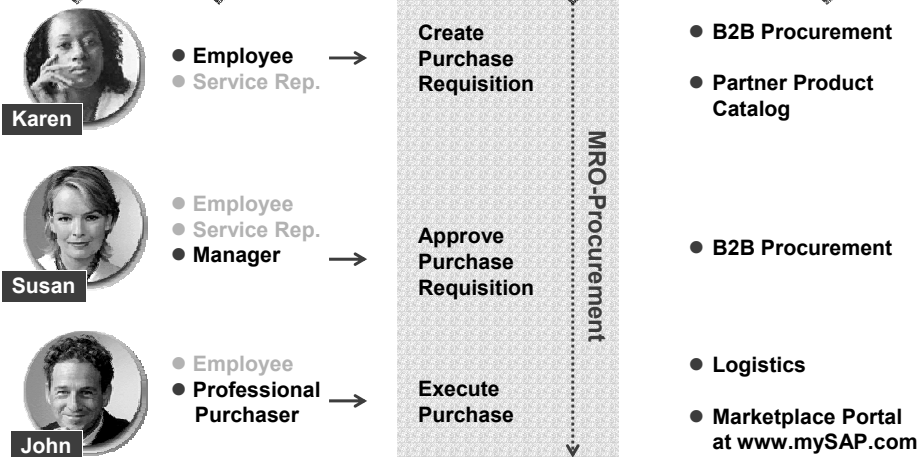 ● Employee
● Service Rep.
Karen
Create
Purchase
Requisition
● B2B Procurement
● Partner Product
Catalog
● Employee
● Service Rep.
● Manager
Susan
Approve
Purchase
Requisition
MRO-Procurement
● B2B Procurement
● Employee
● Professional
Purchaser
John
Execute
Purchase
● Logistics
● Marketplace Portal
at www.mySAP.com